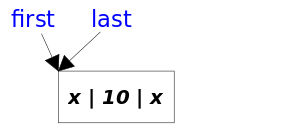 first last
x | 10 | x